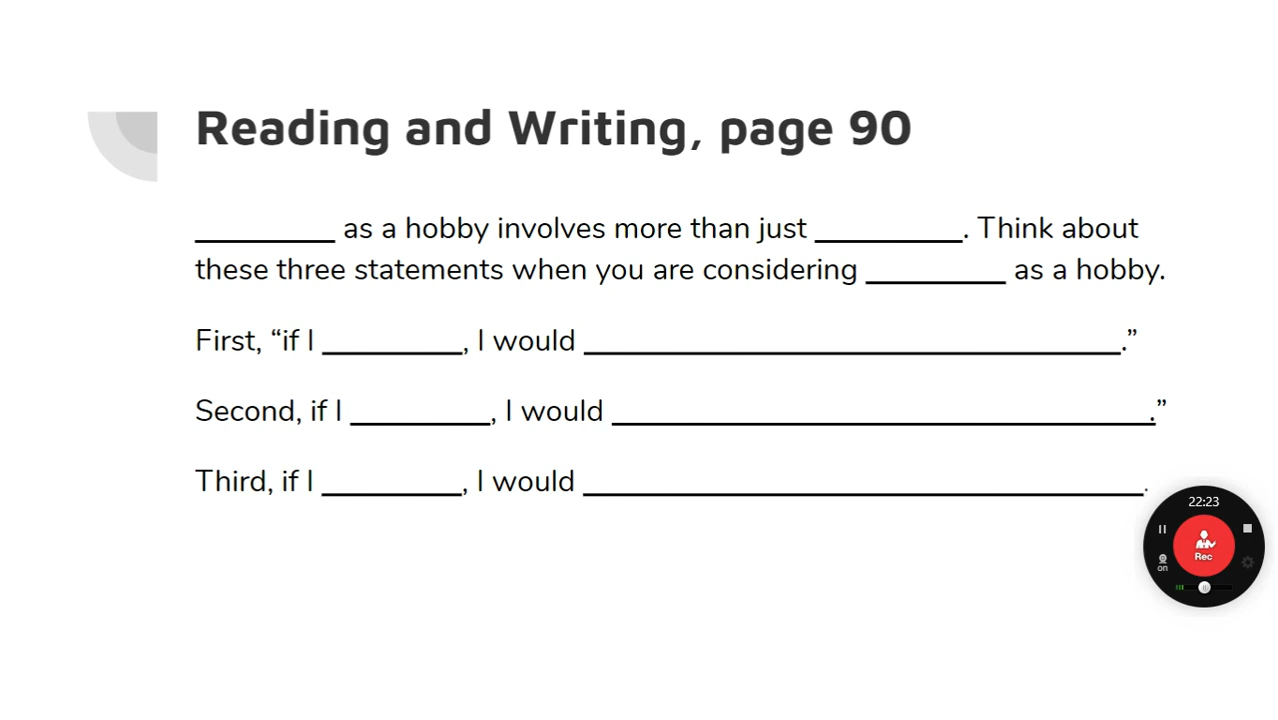 Reading and Writing, page 90
__________ as a hobby involves more than just __________. Think about
these three statements when you are considering __________ as a hobby.
First, “if I __________, I would ______________________________________.”
Second, if I __________, I would ______________________________________.”
Third, if I __________, I would ________________________________________.
22:23
Rec
on